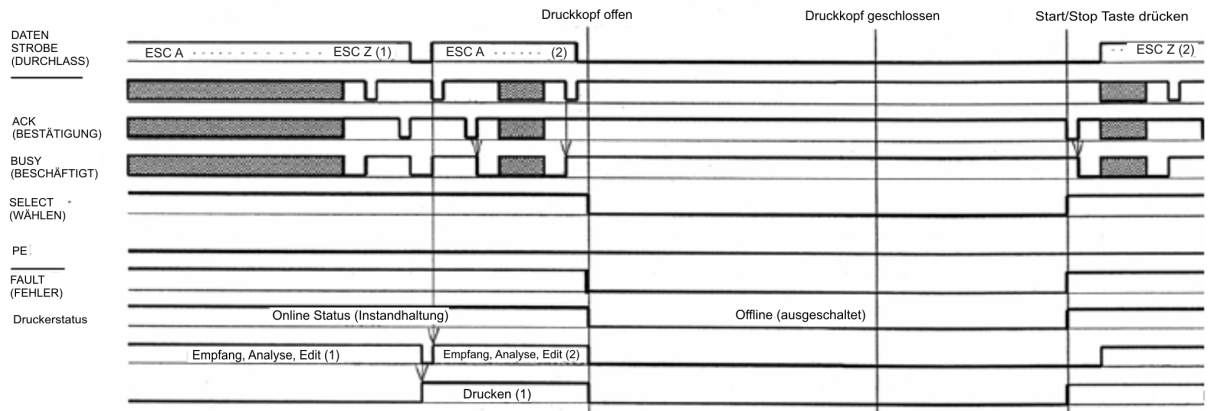 Druckkopf offen Druckkopf geschlossen Start/Stop Taste drücken
DATEN
STROBE
(DURCHLASS)
ESC A ESC Z (1) ESC A (2) ESC Z (2)
ACK
(BESTÄTIGUNG)
BUSY
(BESCHÄFTIGT)
SELECT
(WÄHLEN)
PE
FAULT
(FEHLER)
Druckerstatus
Online Status (Instandhaltung) Offline (ausgeschaltet)
Empfang, Analyse, Edit (1) Empfang, Analyse, Edit (2)
Drucken (1)